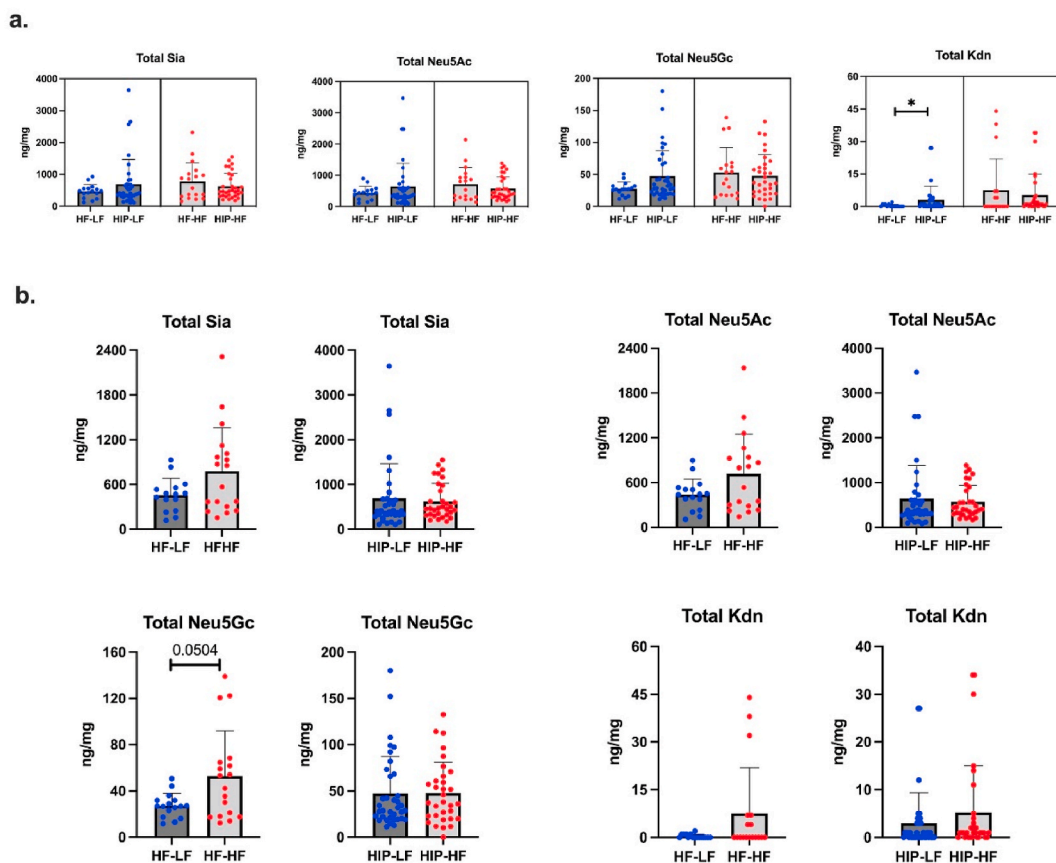 a.
Total Sia
Total Neu5Ac
Total Neu5Gc
Total Kdn
ng/mg
4000
3000
2000
1000
0
HF-LF HIP-LF HF-HF HIP-HF
ng/mg
4000
3000
2000
1000
0
HF-LF HIP-LF HF-HF HIP-HF
ng/mg
200
150
100
50
0
HF-LF HIP-LF HF-HF HIP-HF
ng/mg
60
45
30
15
0
*
HF-LF HIP-LF HF-HF HIP-HF
b.
Total Sia
ng/mg
2400
1800
1200
600
0
HF-LF HFHF
Total Sia
ng/mg
4000
3000
2000
1000
0
HIP-LF HIP-HF
Total Neu5Ac
ng/mg
2400
1800
1200
600
0
HF-LF HF-HF
Total Neu5Ac
ng/mg
4000
3000
2000
1000
0
HIP-LF HIP-HF
Total Neu5Gc
ng/mg
160
120
80
40
0
0.0504
HF-LF HF-HF
Total Neu5Gc
ng/mg
200
150
100
50
0
HIP-LF HIP-HF
Total Kdn
ng/mg
60
45
30
15
0
HF-LF HF-HF
Total Kdn
ng/mg
40
30
20
10
0
HIP-LF HIP-HF